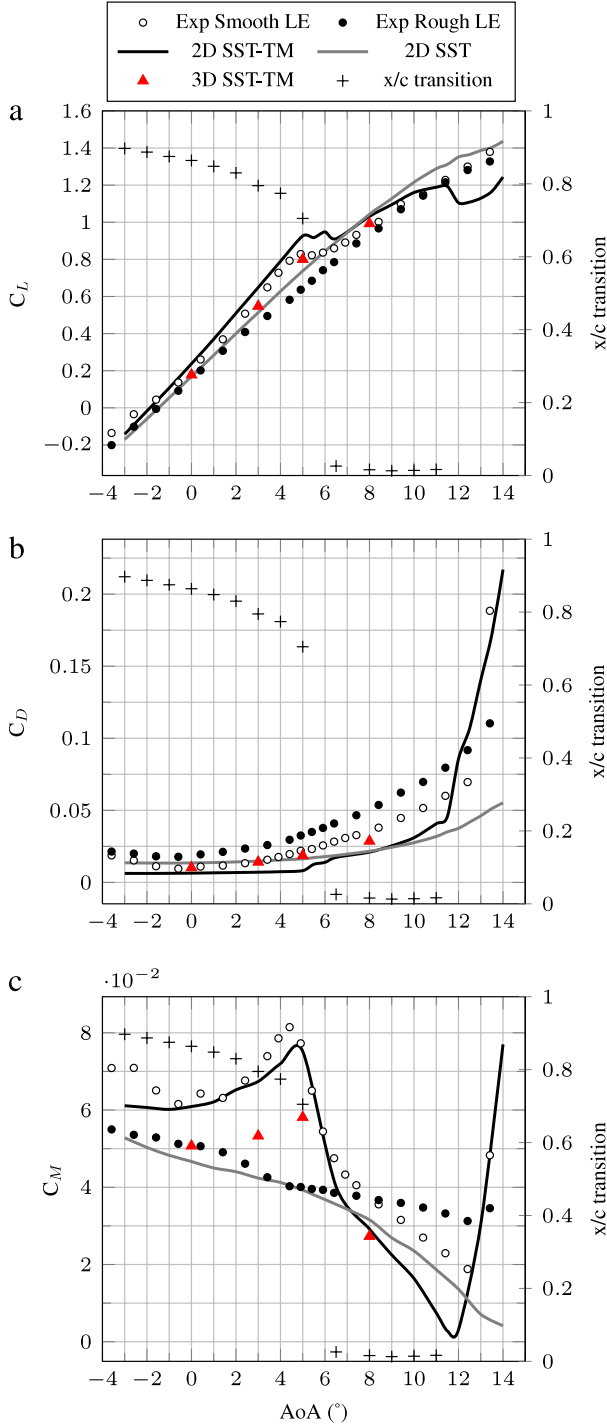 Exp Smooth LE Exp Rough LE
2D SST-TM 2D SST
3D SST-TM x/c transition
a
1.6
1.4
1.2
1
0.8
0.6
0.4
0.2
0
−0.2
C_L
1
0.8
0.6
0.4
0.2
0
x/c transition
−4 −2 0 2 4 6 8 10 12 14
b
0.2
0.15
0.1
0.05
0
C_D
1
0.8
0.6
0.4
0.2
0
x/c transition
−4 −2 0 2 4 6 8 10 12 14
c
·10⁻²
8
6
4
2
0
C_M
1
0.8
0.6
0.4
0.2
0
x/c transition
−4 −2 0 2 4 6 8 10 12 14
AoA (°)